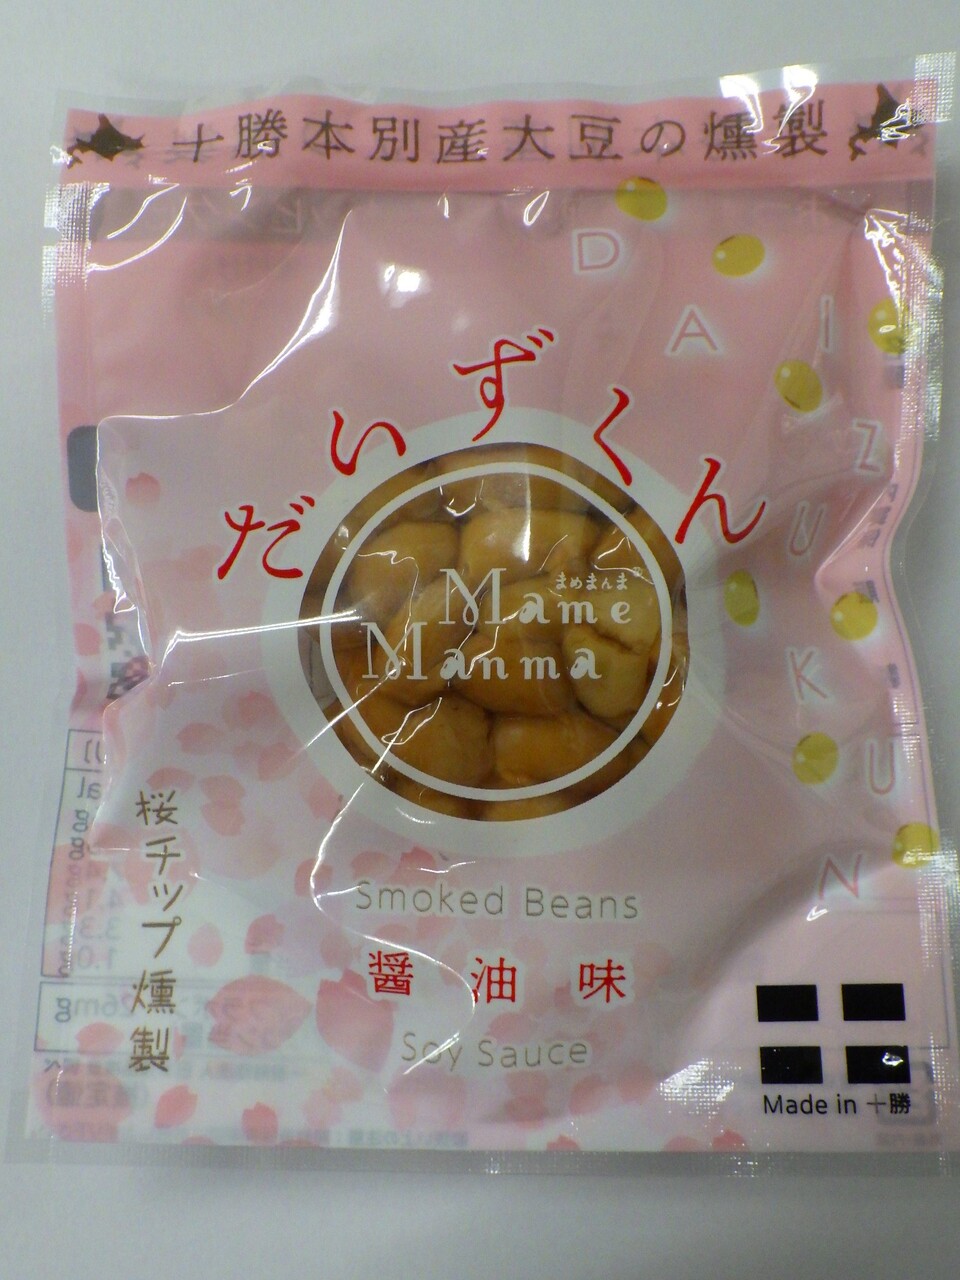 十勝本別産大豆の燻製
DAIZUKUN
だいずくん
まめまんま®
Mame
Manma
桜チップ燻製
Smoked Beans
醤油味
Soy Sauce
Made in 十勝